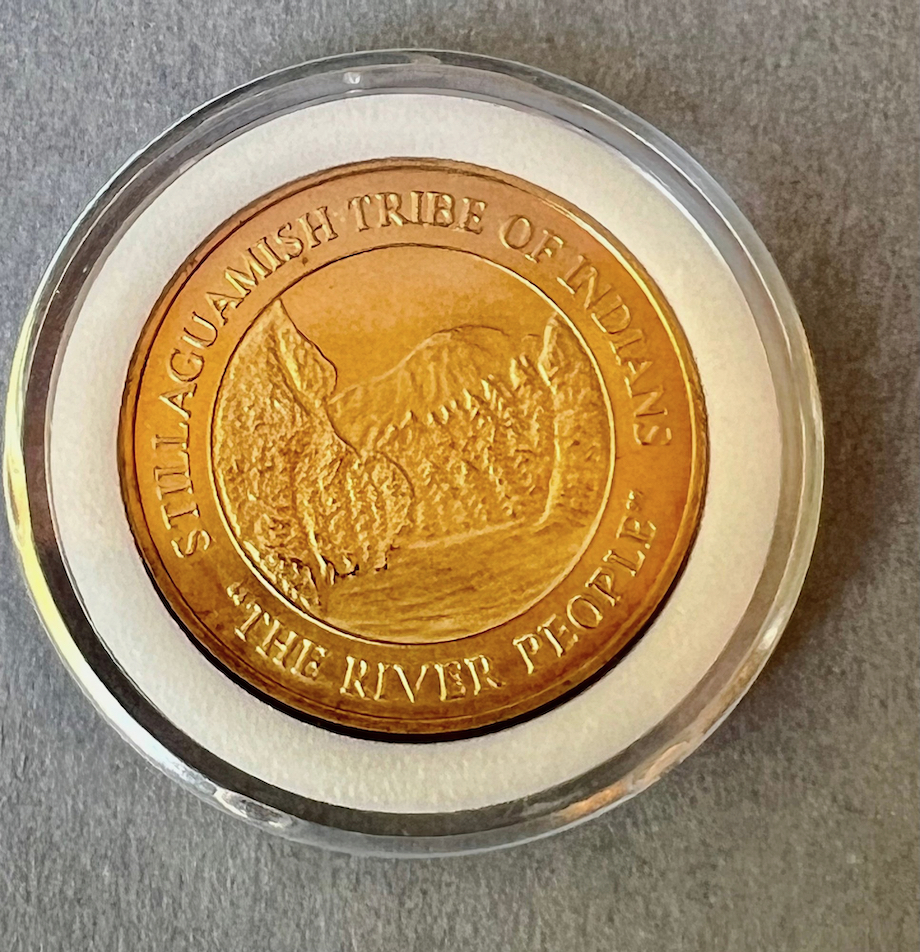 STILLAGUAMISH TRIBE OF INDIANS
"THE RIVER PEOPLE"